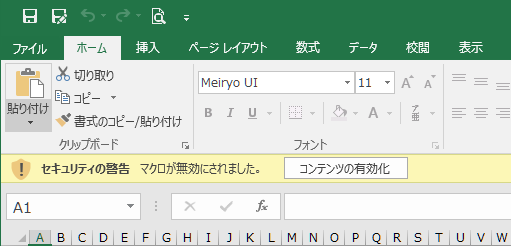 ファイル ホーム 挿入 ページ レイアウト 数式 データ 校閲 表示
切り取り
Meiryo UI 11 A A
コピー
貼り付け
書式のコピー/貼り付け
B I U A ア亜
クリップボード フォント
セキュリティの警告 マクロが無効にされました。 コンテンツの有効化
A1 fx
A B C D E F G H I J K L M N O P Q R S T U V W